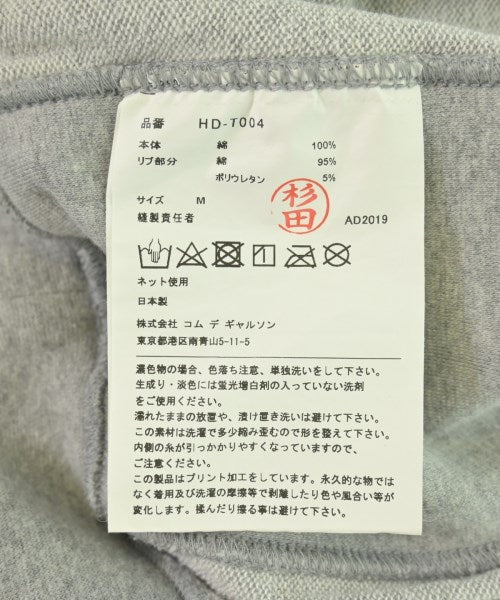 品番 HD-T004
本体 綿 100%
リブ部分 綿 95%
ポリウレタン 5%
サイズ M
縫製責任者 杉田 AD2019
ネット使用
日本製
株式会社 コム デ ギャルソン
東京都港区南青山5-11-5
濃色物の場合、色落ち注意、単独洗いをして下さい。
生成り・淡色には蛍光増白剤の入っていない洗剤
をご使用ください。
濡れたままの放置や、漬け置き洗いは避けて下さい。
この素材は洗濯で多少縮み歪むので形を整えて下さい。
内側の糸が引っかかりやすくなっていますので、
ご注意ください。
この製品はプリント加工をしています。永久的な物では
なく着用及び洗濯の摩擦等で剥離したり色や風合い等が
変化します。揉んだり擦る事は避けて下さい。